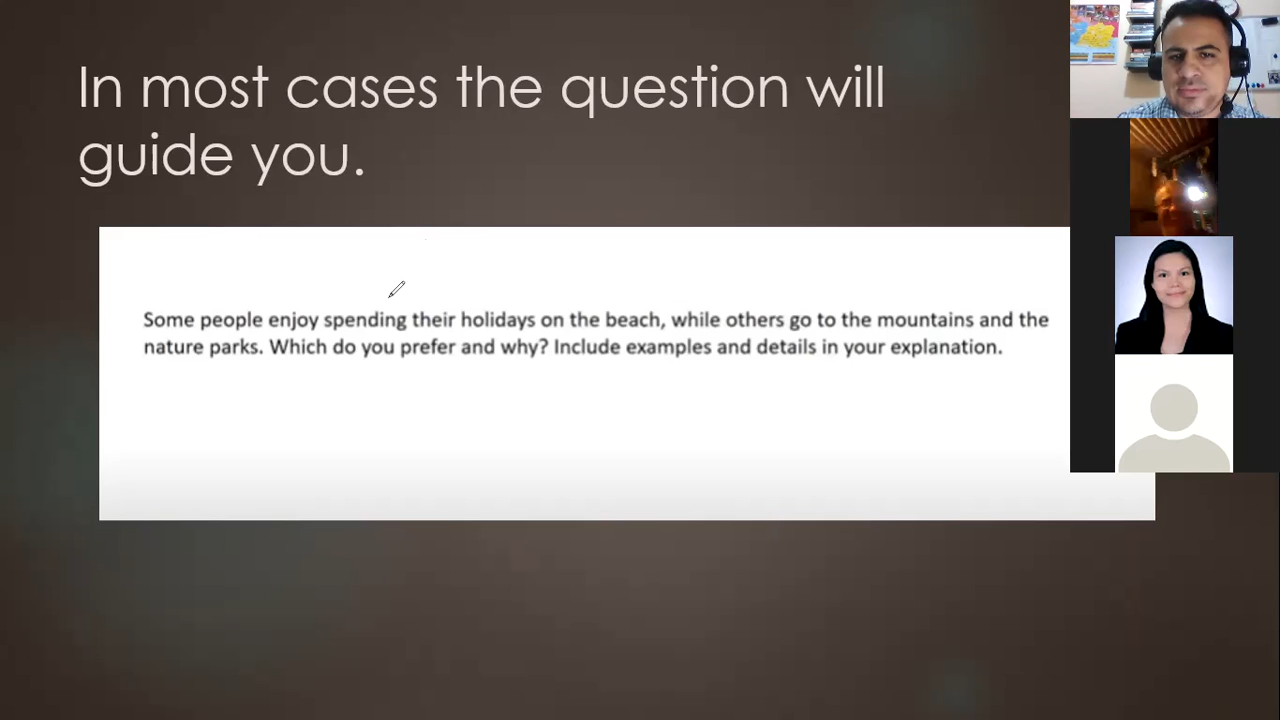 In most cases the question will
guide you.
Some people enjoy spending their holidays on the beach, while others go to the mountains and the
nature parks. Which do you prefer and why? Include examples and details in your explanation.